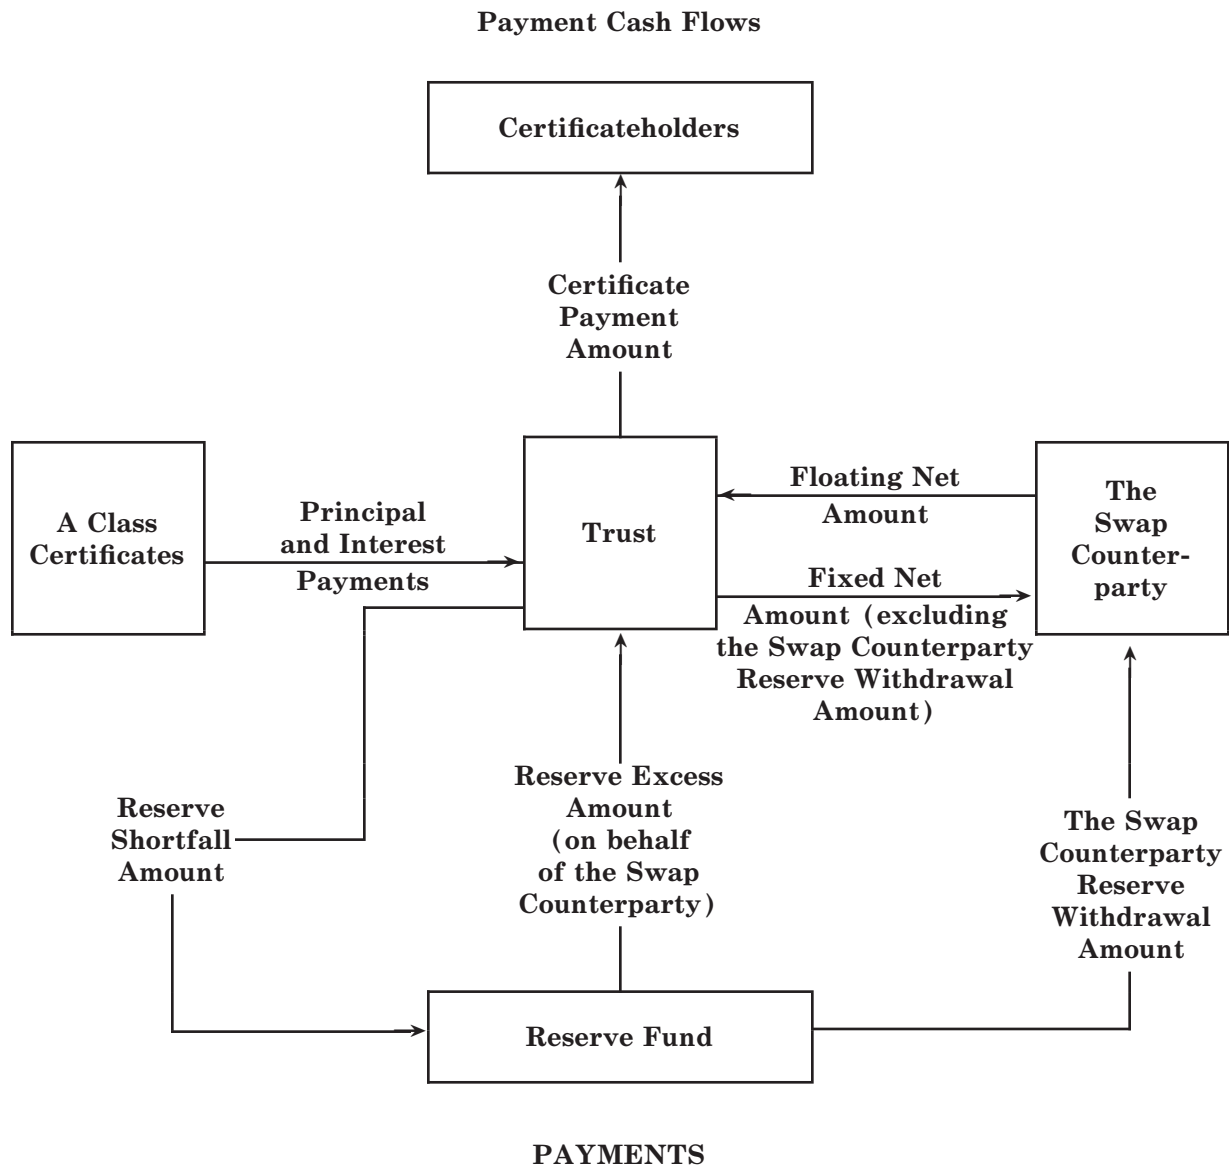 Payment Cash Flows
Certificateholders
Certificate
Payment
Amount
A Class
Certificates
Principal
and Interest
Payments
Trust
Floating Net
Amount
Fixed Net
Amount (excluding
the Swap Counterparty
Reserve Withdrawal
Amount)
The
Swap
Counter-
party
Reserve
Shortfall
Amount
Reserve Excess
Amount
(on behalf
of the Swap
Counterparty)
The Swap
Counterparty
Reserve
Withdrawal
Amount
Reserve Fund
PAYMENTS